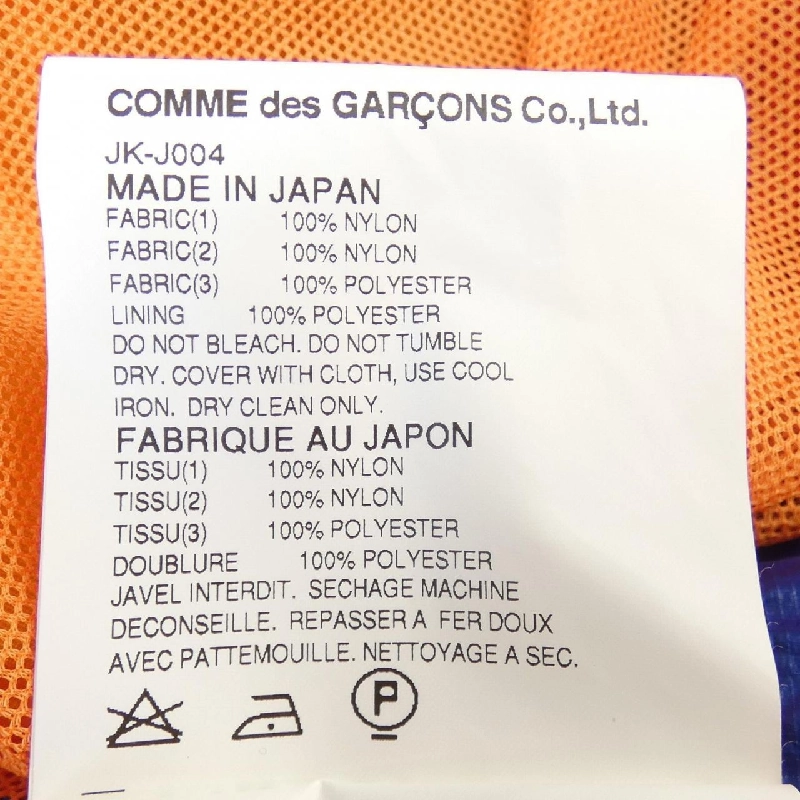 COMME des GARÇONS Co.,Ltd.
JK-J004
MADE IN JAPAN
FABRIC(1) 100% NYLON
FABRIC(2) 100% NYLON
FABRIC(3) 100% POLYESTER
LINING 100% POLYESTER
DO NOT BLEACH. DO NOT TUMBLE
DRY. COVER WITH CLOTH, USE COOL
IRON. DRY CLEAN ONLY.
FABRIQUE AU JAPON
TISSU(1) 100% NYLON
TISSU(2) 100% NYLON
TISSU(3) 100% POLYESTER
DOUBLURE 100% POLYESTER
JAVEL INTERDIT. SECHAGE MACHINE
DECONSEILLE. REPASSER A FER DOUX
AVEC PATTEMOUILLE. NETTOYAGE A SEC.
P